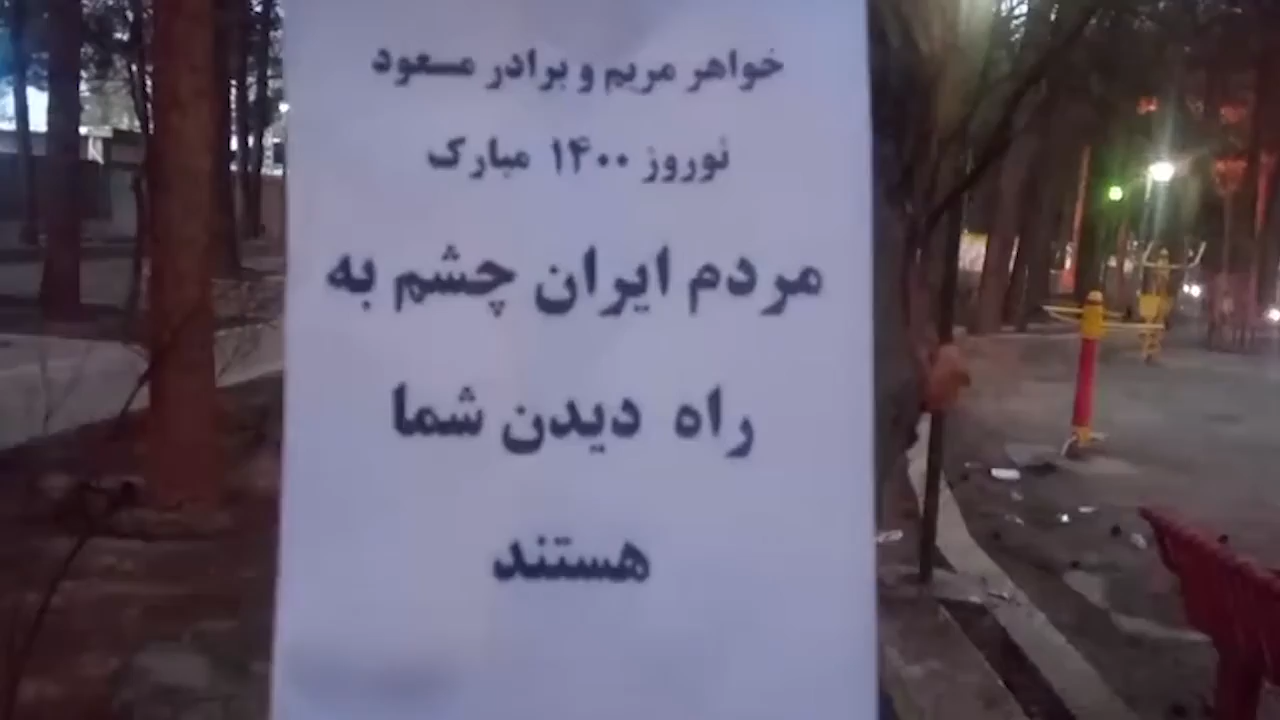 خواهر مریم و برادر مسعود
نوروز ۱۴۰۰ مبارک
مردم ایران چشم به
راه دیدن شما
هستند